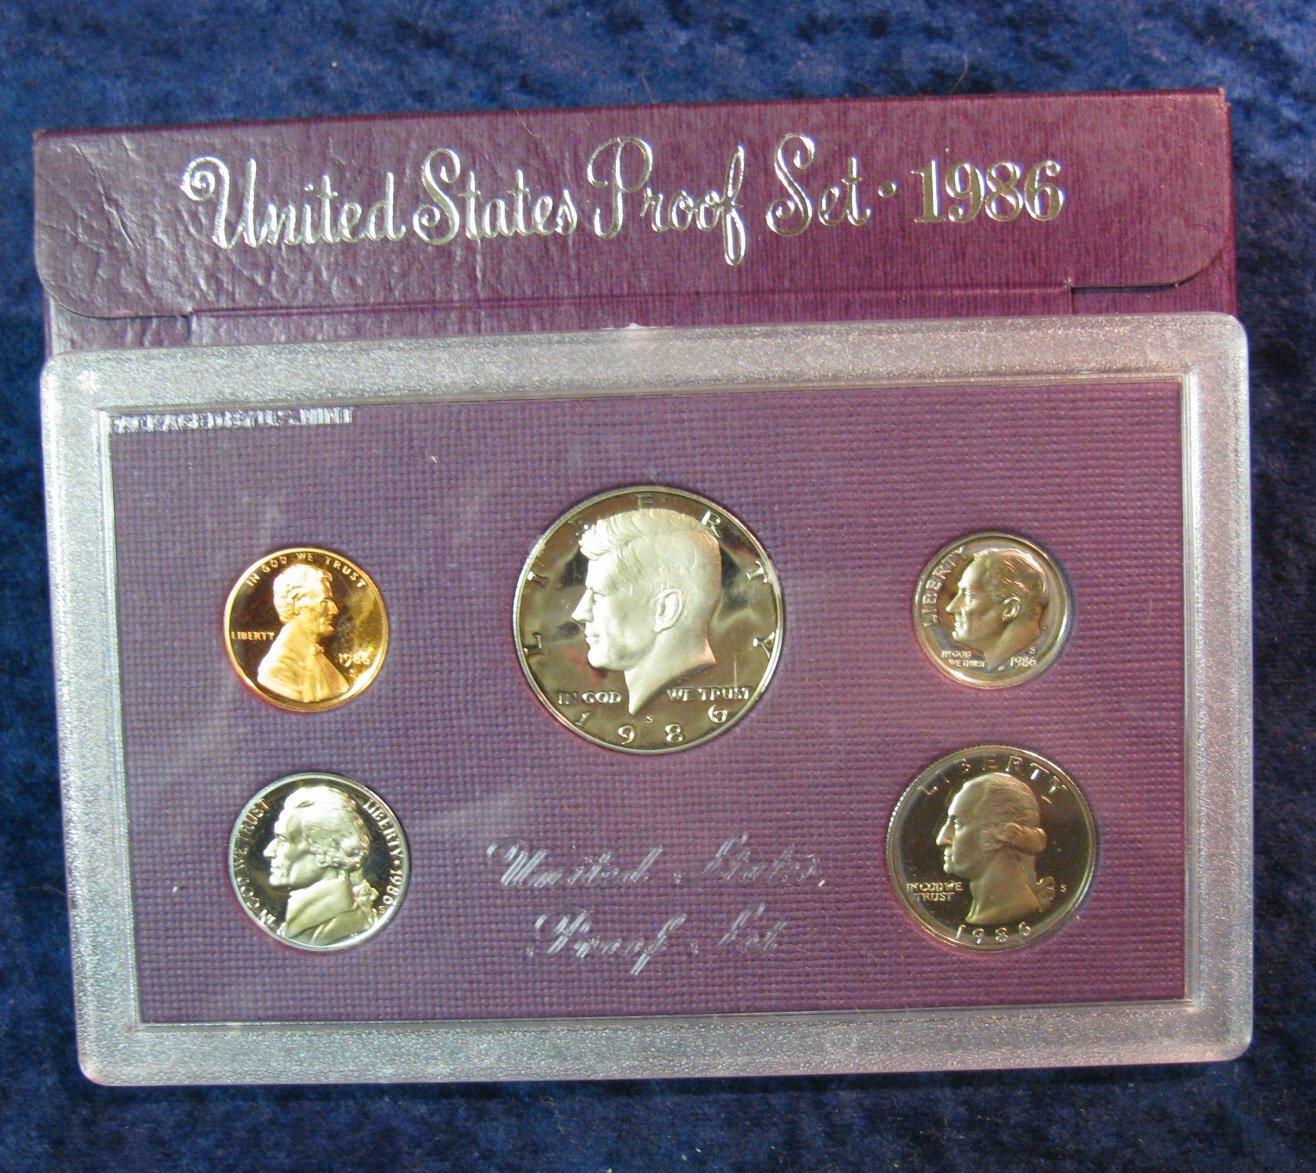 United States Proof Set · 1986
PACKAGED BY U.S. MINT
IN GOD WE TRUST
LIBERTY
1986
S
LIBERTY
IN GOD WE TRUST
S
1986
LIBERTY
IN GOD
WE TRUST
S
1986
IN GOD WE TRUST
LIBERTY · 1986 S
LIBERTY
IN GOD WE
TRUST
S
1986
United States
Proof Set